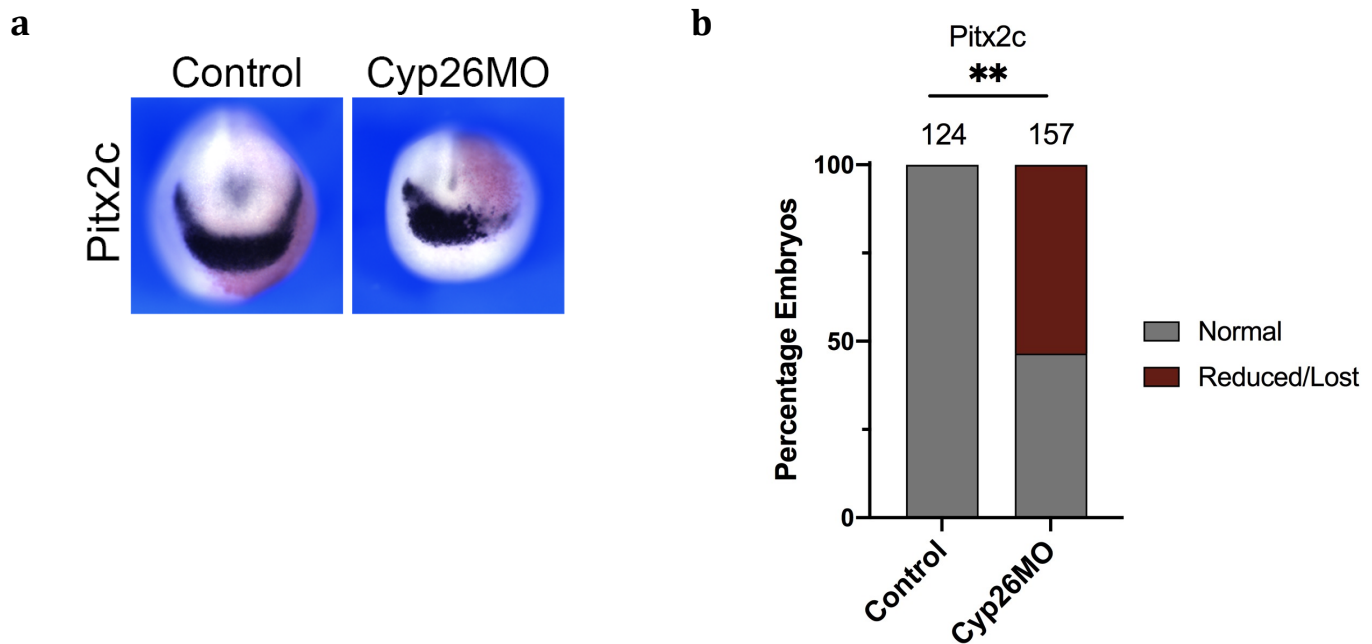 a
Control Cyp26MO
Pitx2c
b
Pitx2c
**
124 157
100
50
0
Percentage Embryos
Control
Cyp26MO
Normal
Reduced/Lost